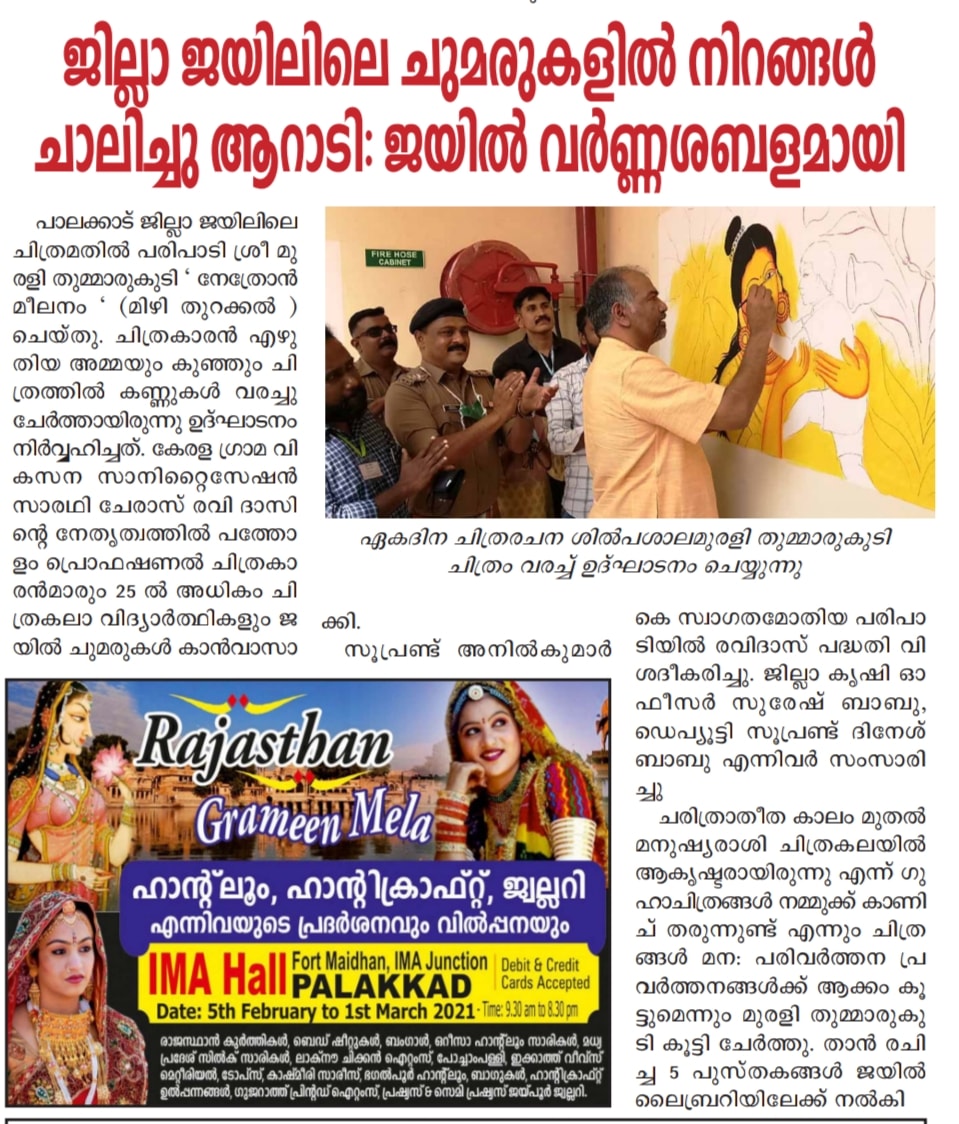 ജില്ലാ ജയിലിലെ ചുമരുകളിൽ നിറങ്ങൾ
ചാലിച്ചു ആറാടി: ജയിൽ വർണ്ണശബളമായി
പാലക്കാട് ജില്ലാ ജയിലിലെ
ചിത്രമതിൽ പരിപാടി ശ്രീ മു
രളി തുമ്മാരുകുടി ‘ നേത്രോൻ
മീലനം ‘ (മിഴി തുറക്കൽ )
ചെയ്തു. ചിത്രകാരൻ എഴു
തിയ അമ്മയും കുഞ്ഞും ചി
ത്രത്തിൽ കണ്ണുകൾ വരച്ചു
ചേർത്തായിരുന്നു ഉദ്ഘാടനം
നിർവ്വഹിച്ചത്. കേരള ഗ്രാമ വി
കസന സാനിറ്റൈസേഷൻ
സാരഥി ചേരാസ് രവി ദാസി
ന്റെ നേതൃത്വത്തിൽ പത്തോ
ളം പ്രൊഫഷണൽ ചിത്രകാ
രൻമാരും 25 ൽ അധികം ചി
ത്രകലാ വിദ്യാർത്ഥികളും ജ
യിൽ ചുമരുകൾ കാൻവാസാ
FIRE HOSE
CABINET
ഏകദിന ചിത്രരചന ശിൽപശാലമുരളി തുമ്മാരുകുടി
ചിത്രം വരച്ച് ഉദ്ഘാടനം ചെയ്യുന്നു
ക്കി.
സൂപ്രണ്ട് അനിൽകുമാർ
കെ സ്വാഗതമോതിയ പരിപാ
ടിയിൽ രവിദാസ് പദ്ധതി വി
ശദീകരിച്ചു. ജില്ലാ കൃഷി ഓ
ഫീസർ സുരേഷ് ബാബു,
ഡെപ്യൂട്ടി സൂപ്രണ്ട് ദിനേശ്
ബാബു എന്നിവർ സംസാരി
ച്ചു
ചരിത്രാതീത കാലം മുതൽ
മനുഷ്യരാശി ചിത്രകലയിൽ
ആകൃഷ്ടരായിരുന്നു എന്ന് ഗു
ഹാചിത്രങ്ങൾ നമ്മുക്ക് കാണി
ച് തരുന്നുണ്ട് എന്നും ചിത്ര
ങ്ങൾ മന: പരിവർത്തന പ്ര
വർത്തനങ്ങൾക്ക് ആക്കം കൂ
ട്ടുമെന്നും മുരളി തുമ്മാരുകു
ടി കൂട്ടി ചേർത്തു. താൻ രചി
ച്ച 5 പുസ്തകങ്ങൾ ജയിൽ
ലൈബ്രറിയിലേക്ക് നൽകി
Rajasthan
Grameen Mela
ഹാന്റ്ലൂം, ഹാന്റിക്രാഫ്റ്റ്, ജ്വല്ലറി
എന്നിവയുടെ പ്രദർശനവും വിൽപ്പനയും
IMA Hall Fort Maidhan, IMA Junction
PALAKKAD
Debit & Credit
Cards Accepted
Date: 5th February to 1st March 2021 - Time: 9.30 am to 8.30 pm
രാജസ്ഥാൻ കുർത്തികൾ, ബെഡ് ഷീറ്റുകൾ, ബംഗാൾ, ഒറീസാ ഹാന്റ്ലൂം സാരികൾ, മധ്യ
പ്രദേശ് സിൽക് സാരികൾ, ലാക്നൗ ചിക്കൻ ഐറ്റംസ്, പോച്ചാംപള്ളി, ഇക്കാത്ത് വീവ്സ്
മെറ്റീരിയൽ, ടോപ്സ്, കാശ്മീരി സാരീസ്, ഭഗൽപൂർ ഹാന്റ്ലൂം, ബാഗുകൾ, ഹാന്റിക്രാഫ്റ്റ്
ഉൽപ്പന്നങ്ങൾ, ഗുജറാത്ത് പ്രിന്റഡ് ഐറ്റംസ്, പ്രഷ്യസ് & സെമി പ്രഷ്യസ് ജയ്പൂർ ജ്വല്ലറി.